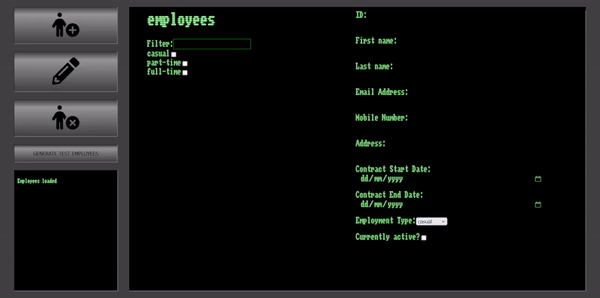 GENERATE TEST EMPLOYEES
Employees loaded
employees
Filter:
casual
part-time
full-time
ID:
First name:
Last name:
Email Address:
Mobile Number:
Address:
Contract Start Date:
dd/mm/yyyy
Contract End Date:
dd/mm/yyyy
Employment Type: casual
Currently active?